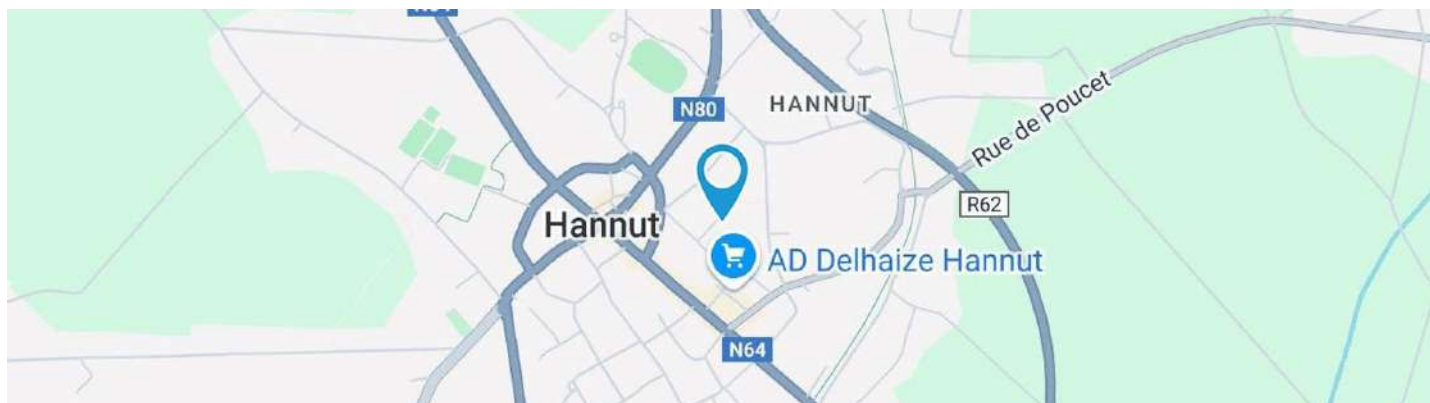 N80
HANNUT
Rue de Poucet
R62
Hannut
AD Delhaize Hannut
N64